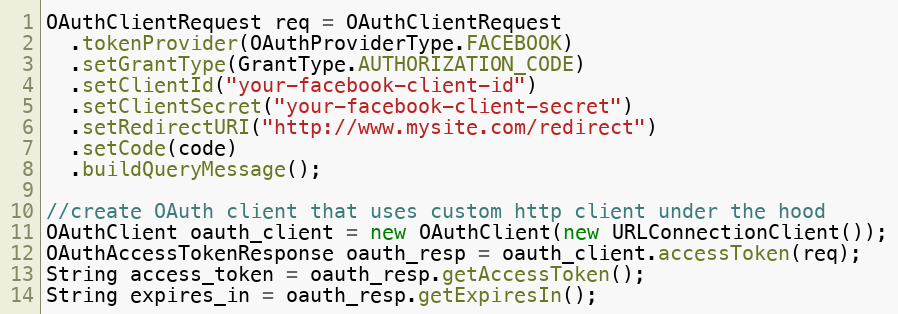 1 OAuthClientRequest req = OAuthClientRequest
2   .tokenProvider(OAuthProviderType.FACEBOOK)
3   .setGrantType(GrantType.AUTHORIZATION_CODE)
4   .setClientId("your-facebook-client-id")
5   .setClientSecret("your-facebook-client-secret")
6   .setRedirectURI("http://www.mysite.com/redirect")
7   .setCode(code)
8   .buildQueryMessage();
9
10 //create OAuth client that uses custom http client under the hood
11 OAuthClient oauth_client = new OAuthClient(new URLConnectionClient());
12 OAuthAccessTokenResponse oauth_resp = oauth_client.accessToken(req);
13 String access_token = oauth_resp.getAccessToken();
14 String expires_in = oauth_resp.getExpiresIn();